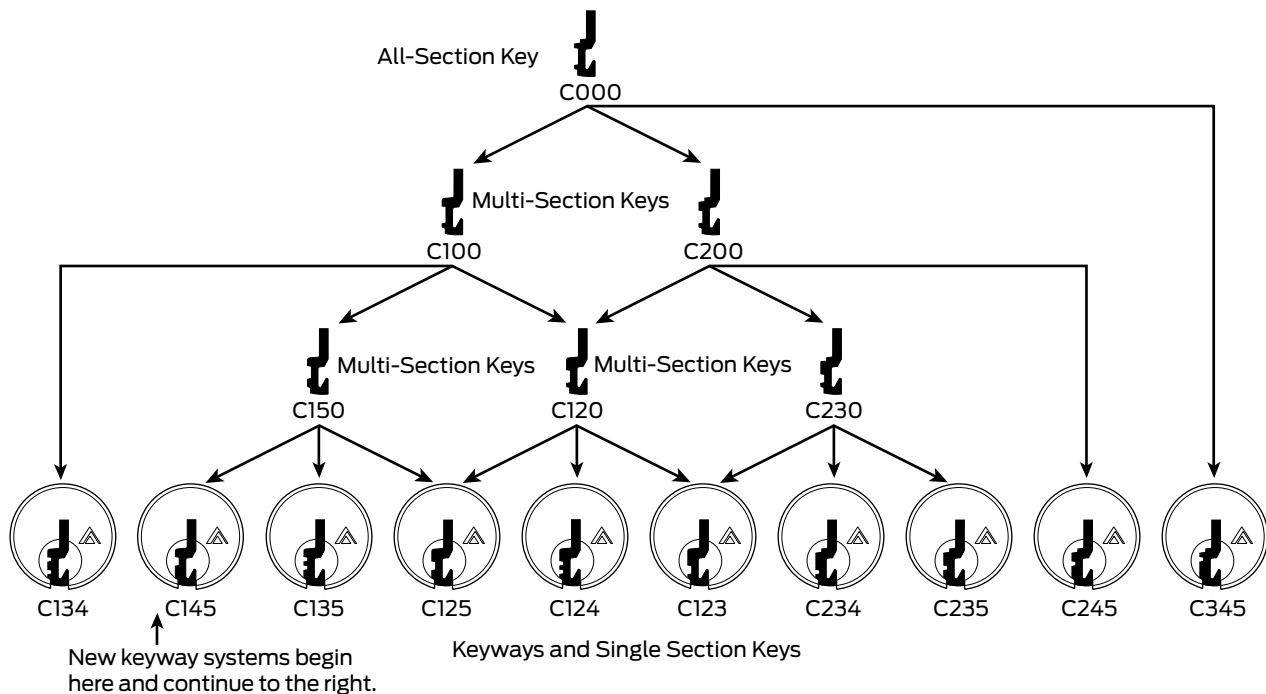 All-Section Key
C000
Multi-Section Keys
C100
C200
Multi-Section Keys
Multi-Section Keys
C150
C120
C230
C134
C145
C135
C125
C124
C123
C234
C235
C245
C345
New keyway systems begin
here and continue to the right.
Keyways and Single Section Keys